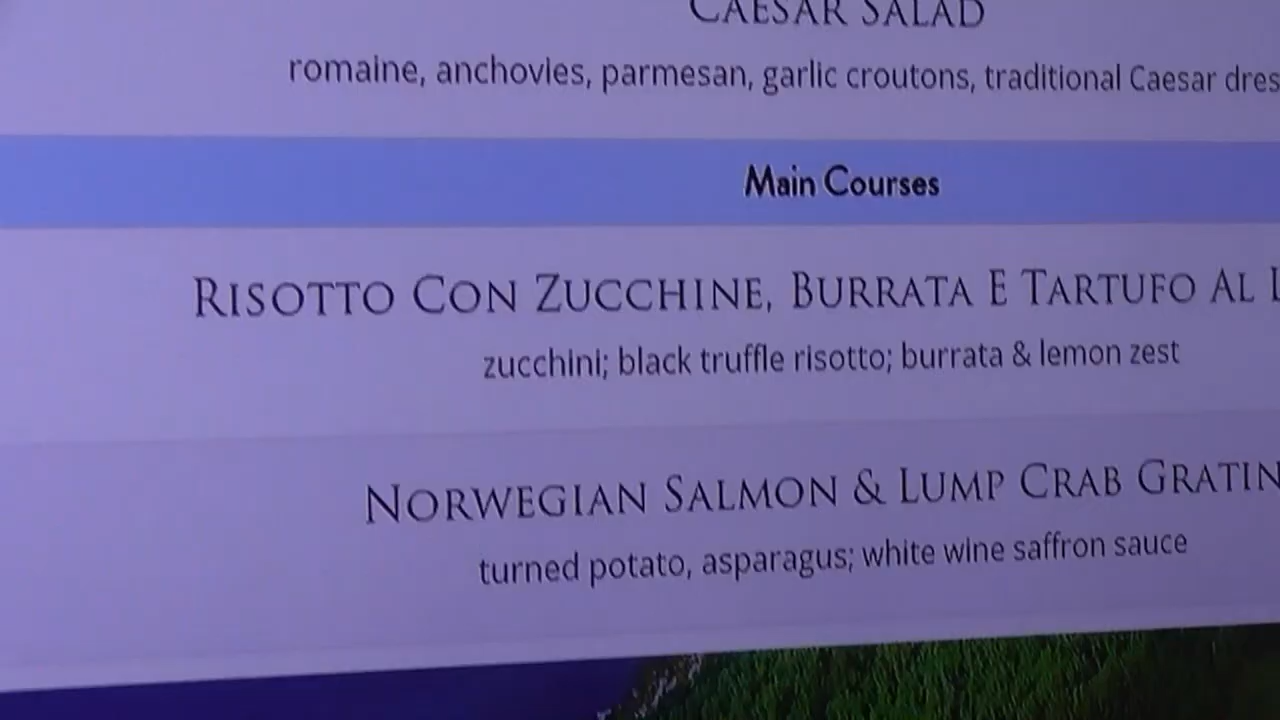 CAESAR SALAD
romaine, anchovies, parmesan, garlic croutons, traditional Caesar
Main Courses
RISOTTO CON ZUCCHINE, BURRATA E TARTUFO AL
zucchini; black truffle risotto; burrata & lemon zest
NORWEGIAN SALMON & LUMP CRAB GRATIN
turned potato, asparagus; white wine saffron sauce